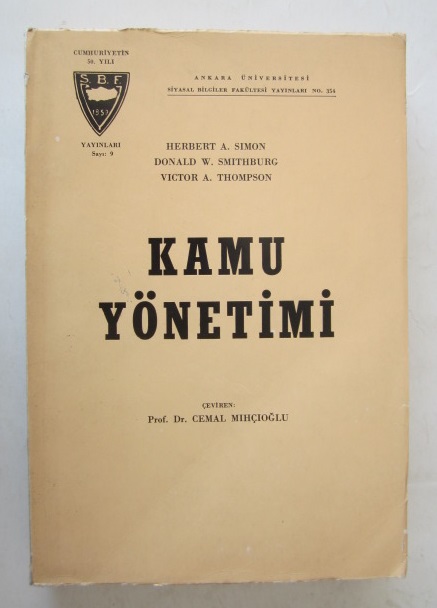 CUMHURİYETİN
50. YILI
S.B.F.
YAYINLARI
Sayı: 9
ANKARA ÜNİVERSİTESİ
SİYASAL BİLGİLER FAKÜLTESİ YAYINLARI NO. 354
HERBERT A. SIMON
DONALD W. SMITHBURG
VICTOR A. THOMPSON
KAMU
YÖNETİMİ
ÇEVİREN:
Prof. Dr. CEMAL MIHÇIOĞLU